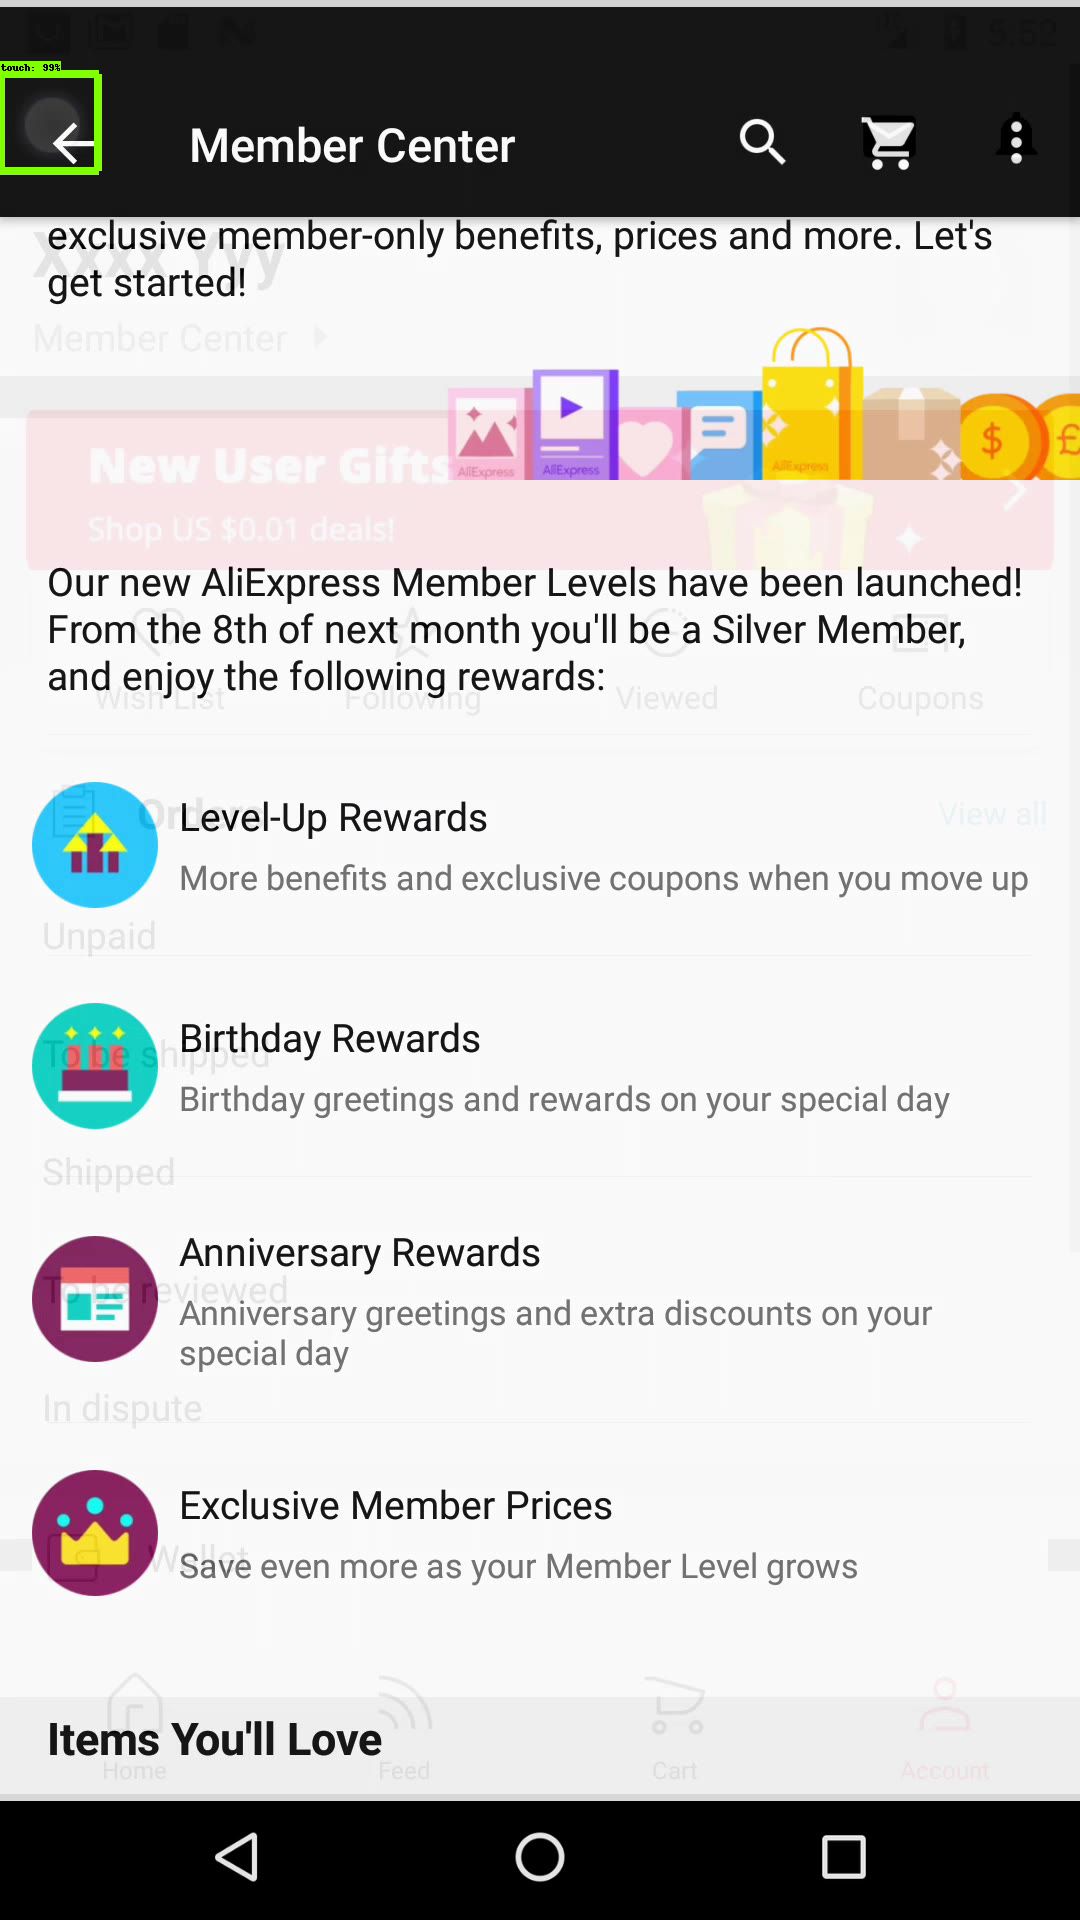 5:52
touch: 99%
Member Center
exclusive member-only benefits, prices and more. Let's
get started!
Xxxx Yyy
Member Center
AliExpress
AliExpress
AliExpress
New User Gifts
Shop US $0.01 deals!
Our new AliExpress Member Levels have been launched!
From the 8th of next month you'll be a Silver Member,
and enjoy the following rewards:
Wish List Following Viewed Coupons
Orders View all
Level-Up Rewards
More benefits and exclusive coupons when you move up
Unpaid
Birthday Rewards
To be shipped
Birthday greetings and rewards on your special day
Shipped
Anniversary Rewards
To be reviewed
Anniversary greetings and extra discounts on your
special day
In dispute
Exclusive Member Prices
Wallet
Save even more as your Member Level grows
Items You'll Love
Home Feed Cart Account